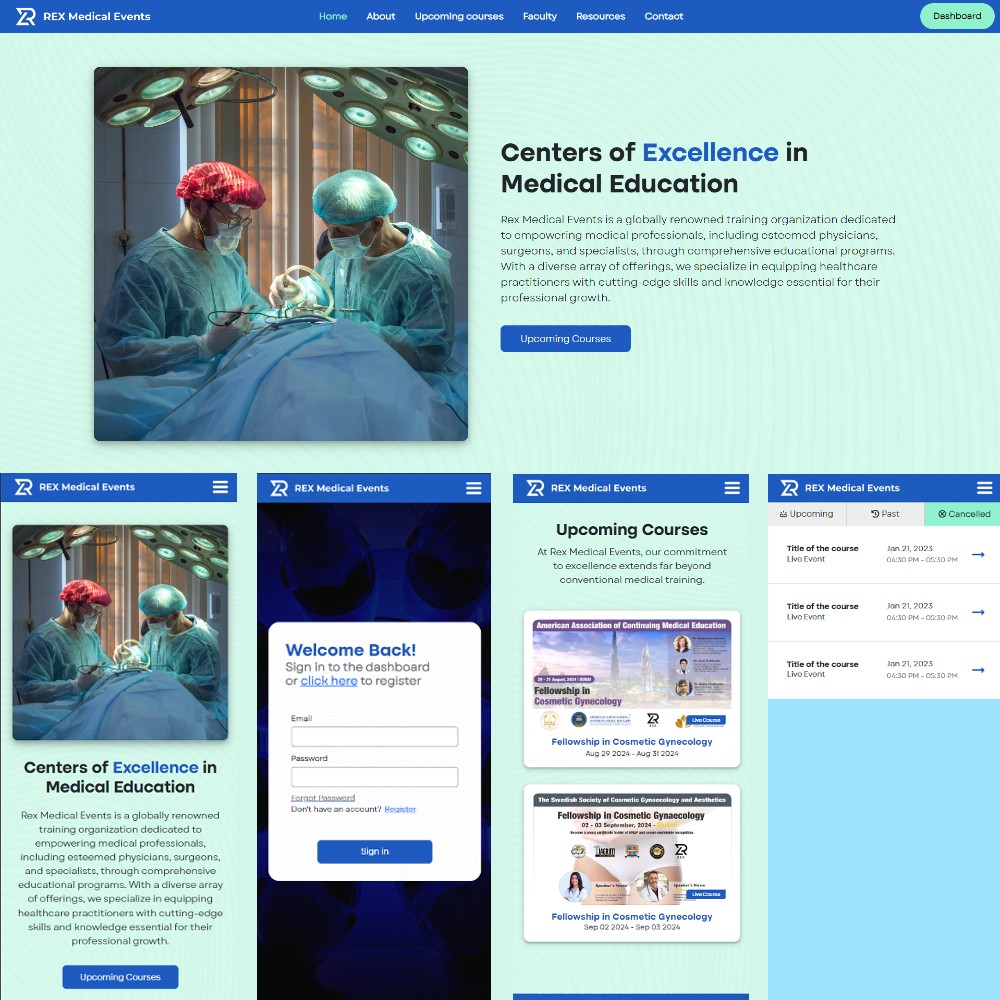 REX Medical Events
Home About Upcoming courses Faculty Resources Contact
Dashboard
Centers of Excellence in
Medical Education
Rex Medical Events is a globally renowned training organization dedicated
to empowering medical professionals, including esteemed physicians,
surgeons, and specialists, through comprehensive educational programs.
With a diverse array of offerings, we specialize in equipping healthcare
practitioners with cutting-edge skills and knowledge essential for their
professional growth.
Upcoming Courses
REX Medical Events
Centers of Excellence in
Medical Education
Rex Medical Events is a globally renowned
training organization dedicated to
empowering medical professionals,
including esteemed physicians, surgeons,
and specialists, through comprehensive
educational programs. With a diverse array
of offerings, we specialize in equipping
healthcare practitioners with cutting-edge
skills and knowledge essential for their
professional growth.
Upcoming Courses
REX Medical Events
Welcome Back!
Sign in to the dashboard
or click here to register
Email
Password
Forgot Password
Don't have an account? Register
Sign in
REX Medical Events
Upcoming Courses
At Rex Medical Events, our commitment
to excellence extends far beyond
conventional medical training.
American Association of Continuing Medical Education
29 - 31 August, 2024 | DUBAI
Fellowship in
Cosmetic Gynecology
REX
Live Course
Fellowship in Cosmetic Gynecology
Aug 29 2024 - Aug 31 2024
The Swedish Society of Cosmetic Gynaecology and Aesthetics
Fellowship in Cosmetic Gynaecology
02 - 03 September, 2024 -
REX
Speaker's Name
Speaker's Name
Live Course
Fellowship in Cosmetic Gynecology
Sep 02 2024 - Sep 03 2024
REX Medical Events
Upcoming Past Cancelled
Title of the course Jan 21, 2023
Live Event 04:30 PM - 05:30 PM
Title of the course Jan 21, 2023
Live Event 04:30 PM - 05:30 PM
Title of the course Jan 21, 2023
Live Event 04:30 PM - 05:30 PM